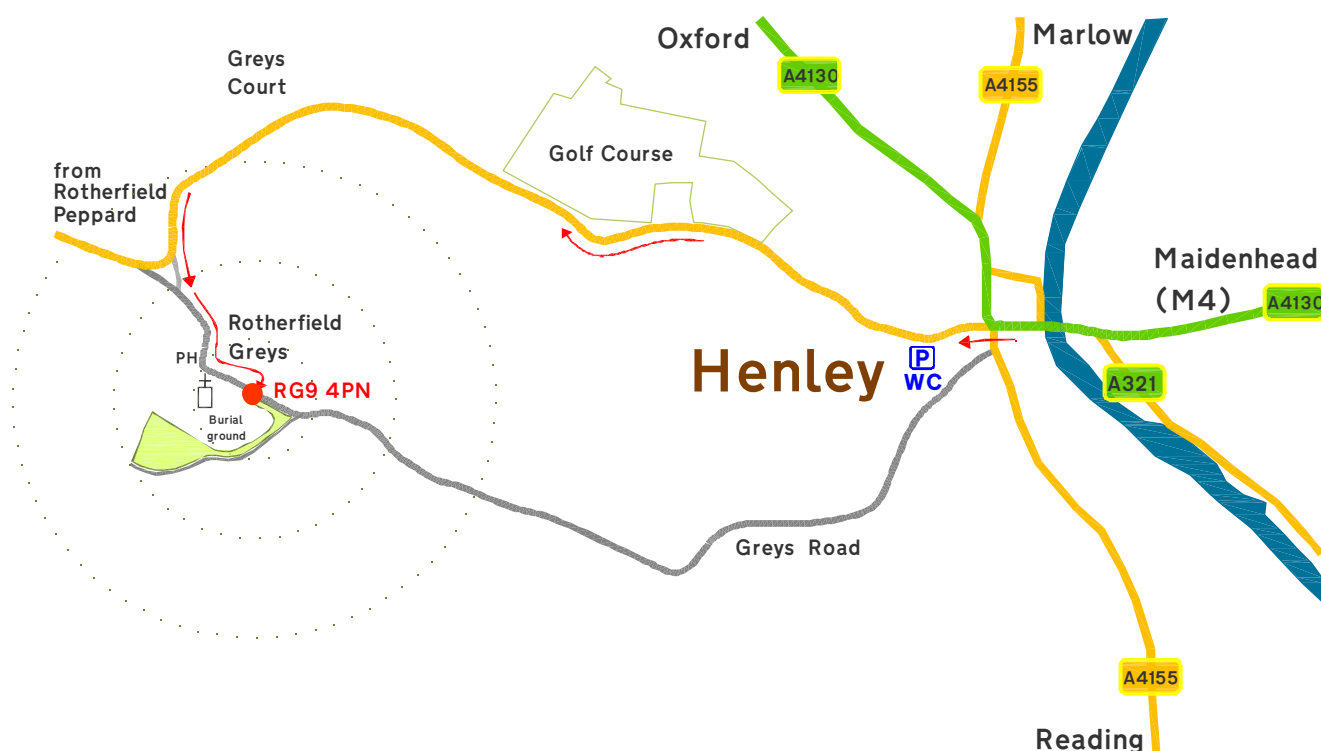 Oxford
A4130
Marlow
A4155
Greys
Court
Golf Course
from
Rotherfield
Peppard
Maidenhead
(M4)
A4130
Rotherfield
Greys
PH
RG9 4PN
Burial
ground
Henley
P
WC
A321
Greys Road
A4155
Reading